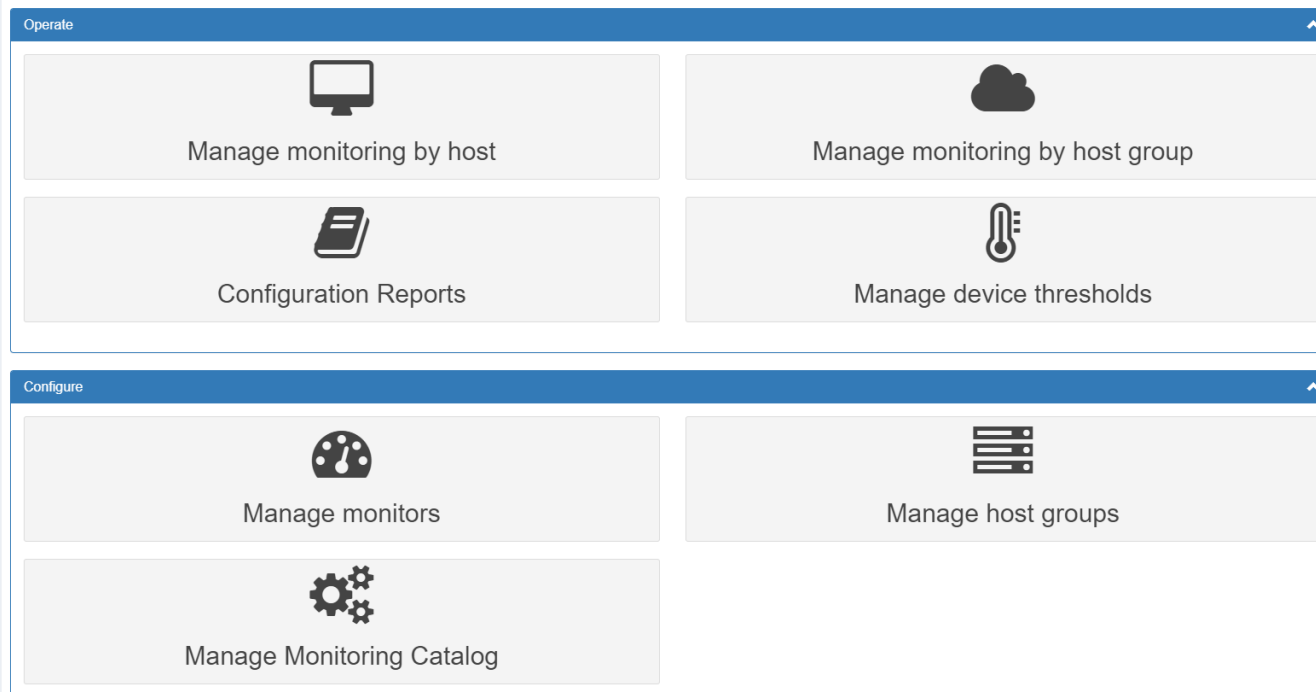 Operate
Manage monitoring by host
Manage monitoring by host group
Configuration Reports
Manage device thresholds
Configure
Manage monitors
Manage host groups
Manage Monitoring Catalog